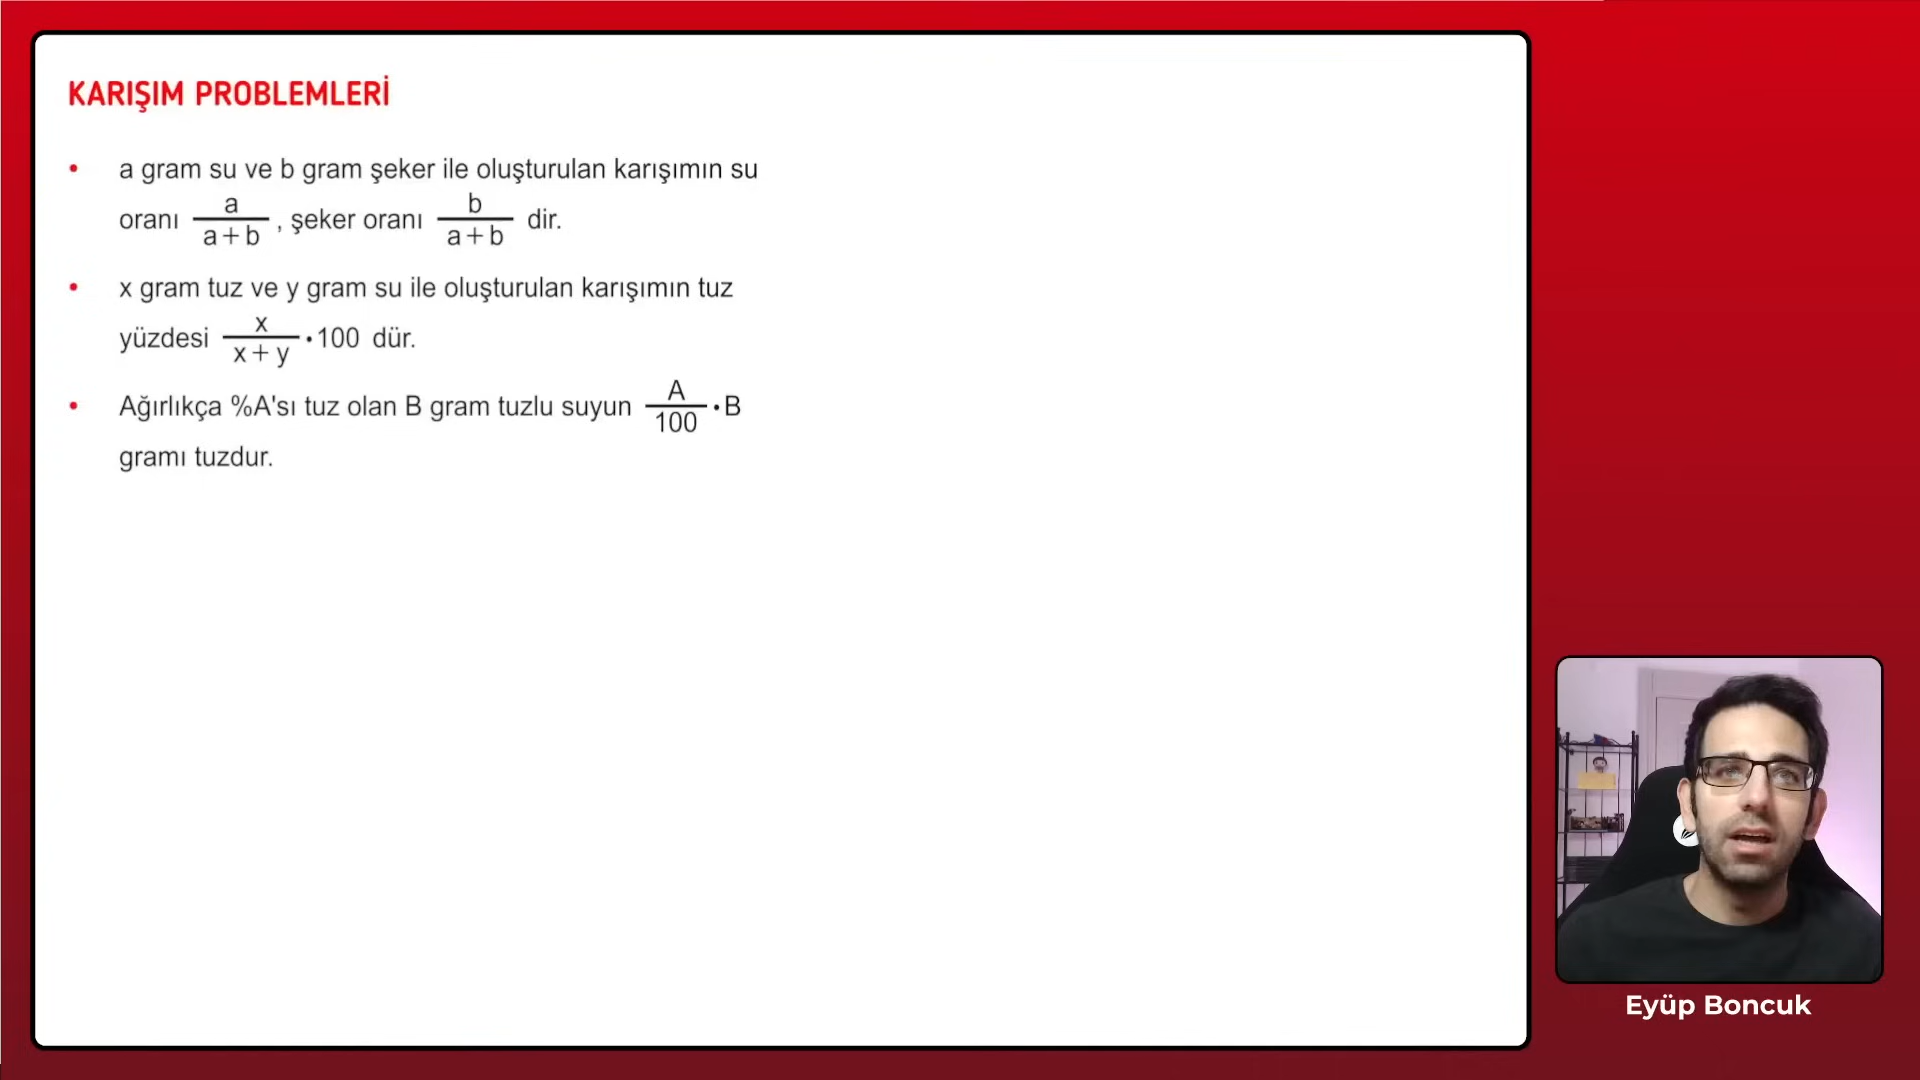 KARIŞIM PROBLEMLERİ
• a gram su ve b gram şeker ile oluşturulan karışımın su
oranı a/(a+b), şeker oranı b/(a+b) dir.
• x gram tuz ve y gram su ile oluşturulan karışımın tuz
yüzdesi x/(x+y) • 100 dür.
• Ağırlıkça %A'sı tuz olan B gram tuzlu suyun A/100 • B
gramı tuzdur.
Eyüp Boncuk